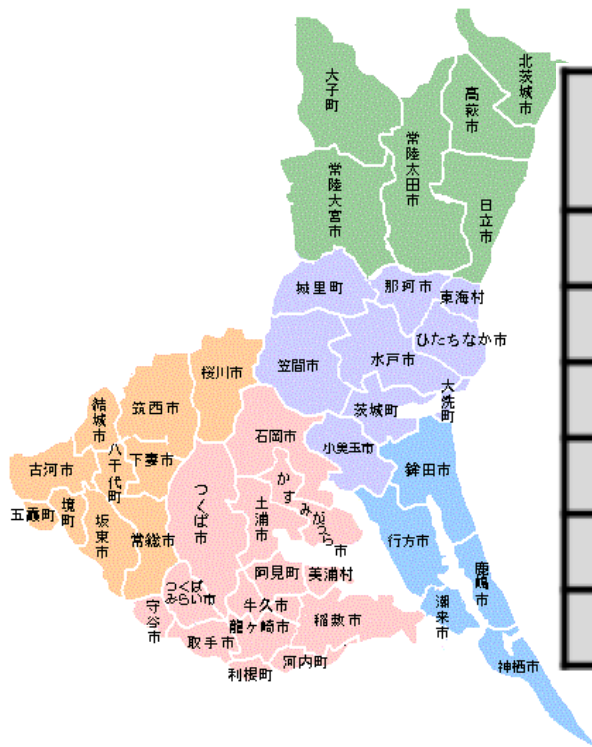 大子町
北茨城市
高萩市
常陸太田市
常陸大宮市
日立市
城里町
那珂市
東海村
ひたちなか市
水戸市
笠間市
桜川市
大洗町
茨城町
筑西市
結城市
石岡市
小美玉市
八千代町
下妻市
古河市
鉾田市
かすみがうら市
つくば市
土浦市
五霞町
境町
坂東市
常総市
行方市
阿見町
美浦村
鹿嶋市
つくばみらい市
牛久市
守谷市
龍ヶ崎市
稲敷市
潮来市
取手市
河内町
利根町
神栖市